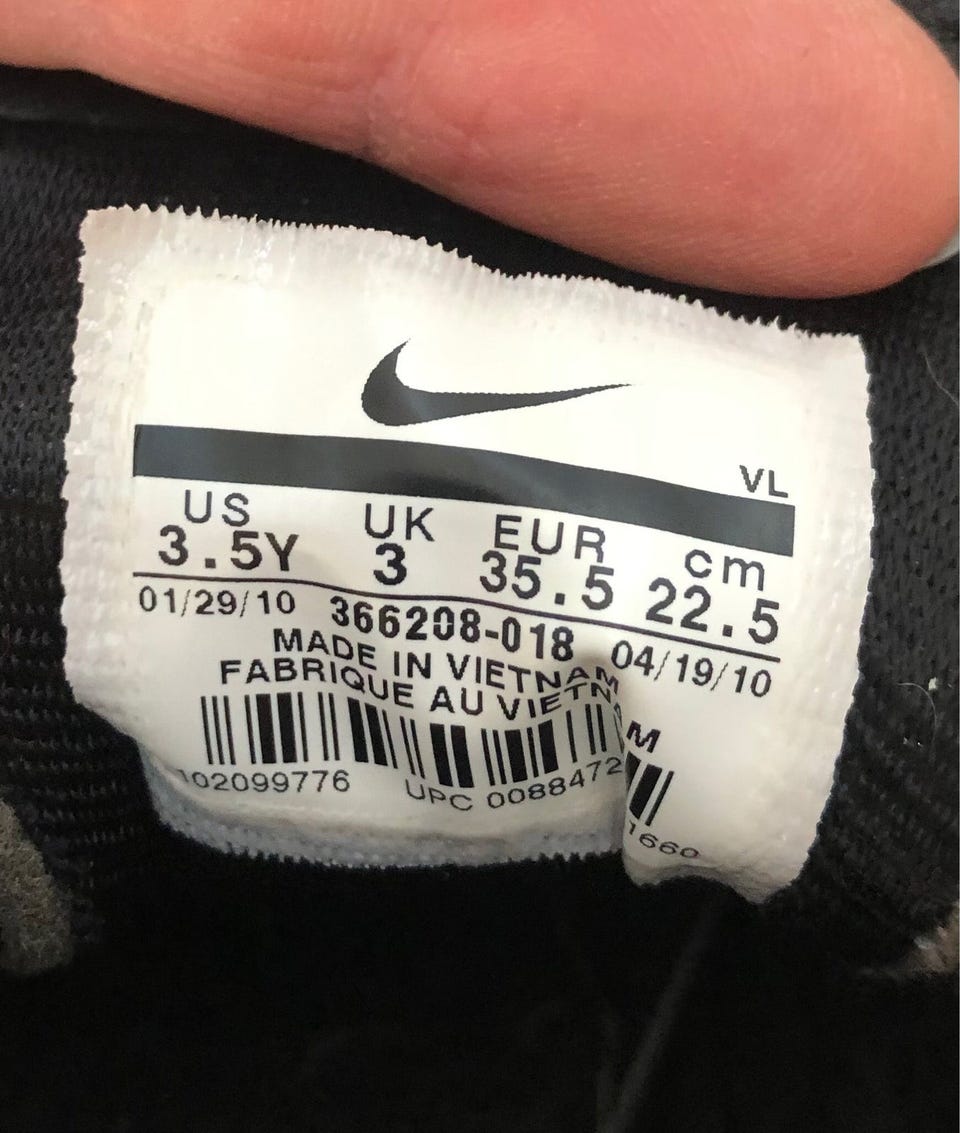 VL
US UK EUR cm
3.5Y 3 35.5 22.5
01/29/10 366208-018 04/19/10
MADE IN VIETNAM
FABRIQUE AU VIETNAM
102099776 UPC 0088472 1660